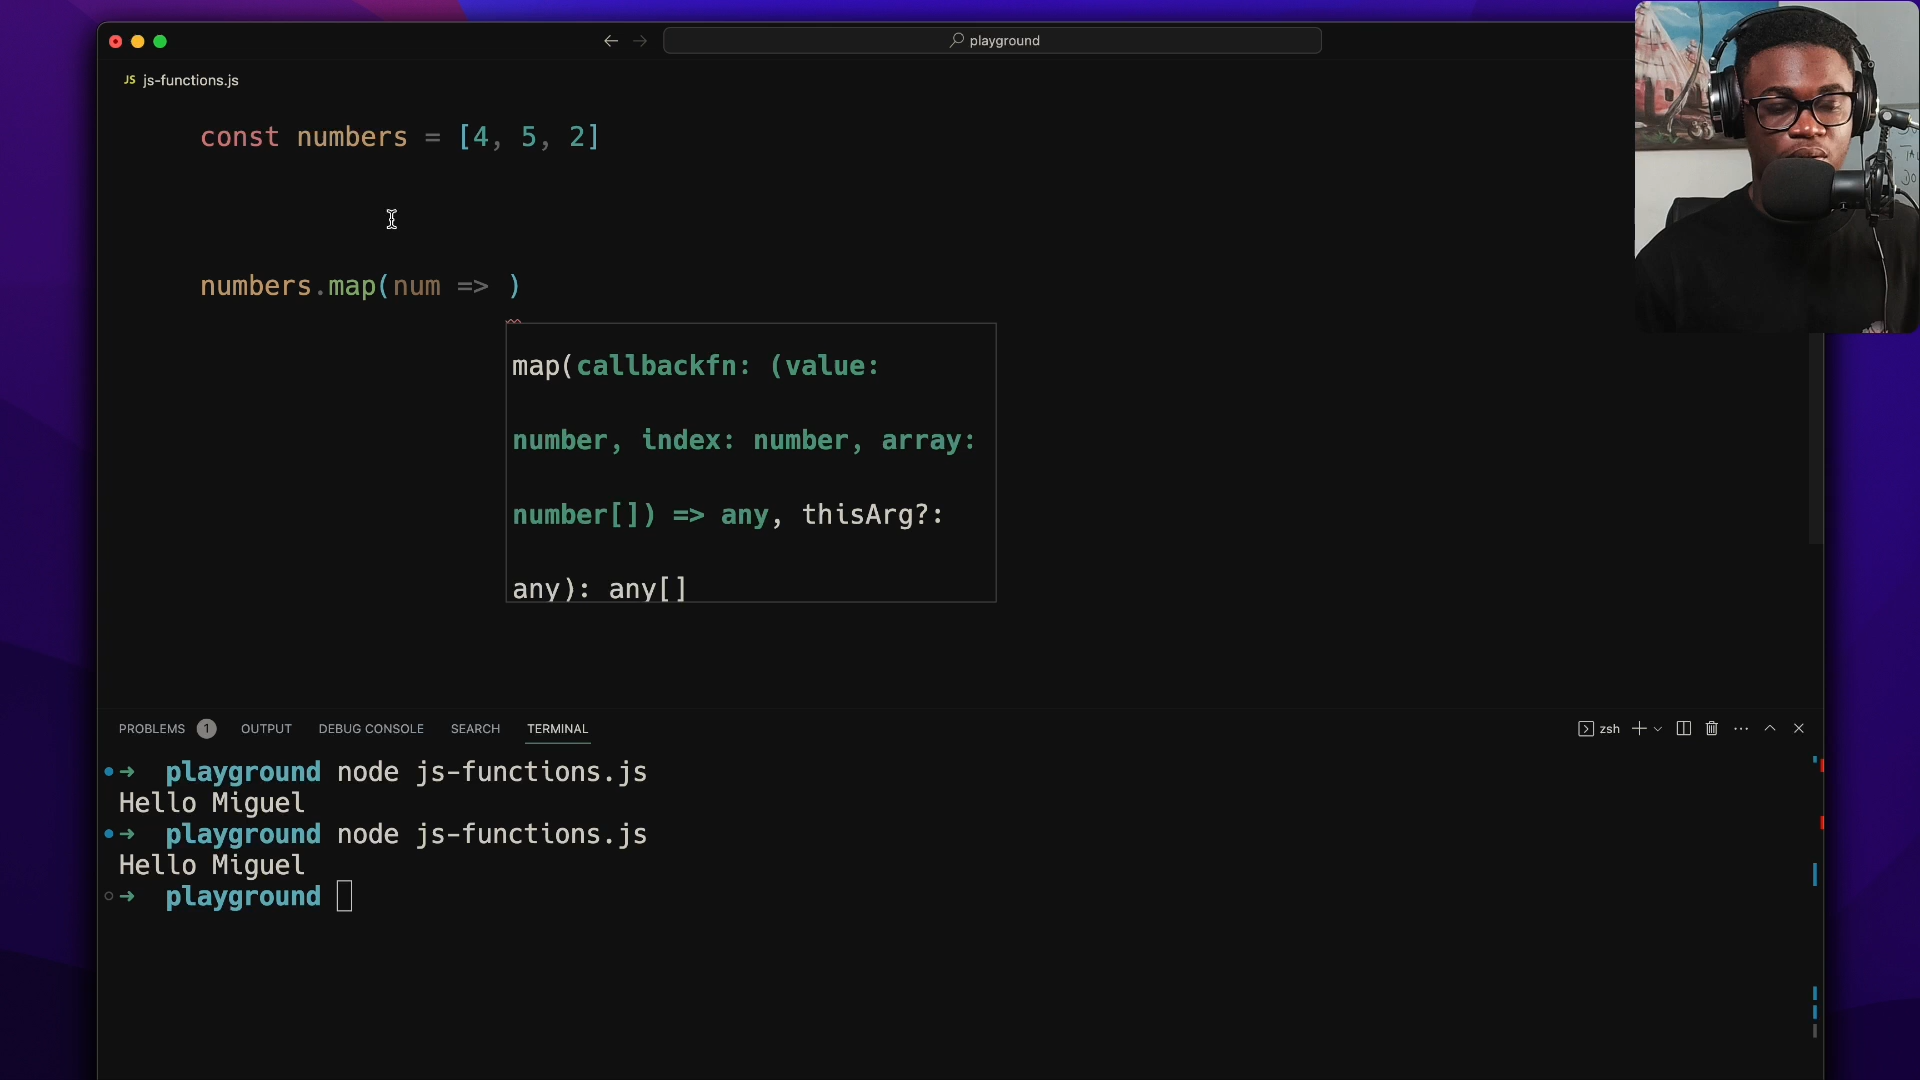 playground
JS js-functions.js
const numbers = [4, 5, 2]
numbers.map(num => )
map(callbackfn: (value:
number, index: number, array:
number[]) => any, thisArg?:
any): any[]
PROBLEMS 1 OUTPUT DEBUG CONSOLE SEARCH TERMINAL
zsh
➜ playground node js-functions.js
Hello Miguel
➜ playground node js-functions.js
Hello Miguel
➜ playground